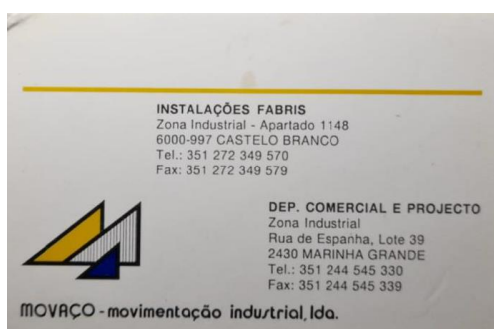 INSTALAÇÕES FABRIS
Zona Industrial - Apartado 1148
6000-997 CASTELO BRANCO
Tel.: 351 272 349 570
Fax: 351 272 349 579
DEP. COMERCIAL E PROJECTO
Zona Industrial
Rua de Espanha, Lote 39
2430 MARINHA GRANDE
Tel.: 351 244 545 330
Fax: 351 244 545 339
MOVAÇO - movimentação industrial, lda.